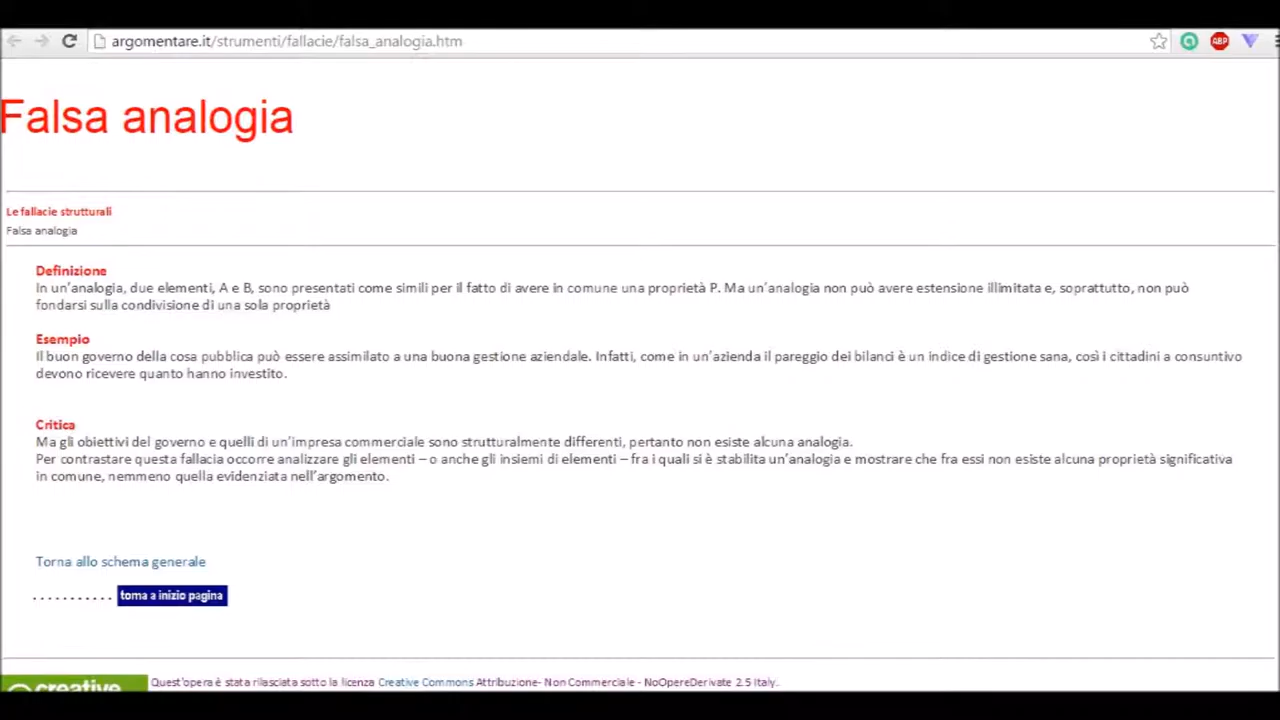 argomentare.it/strumenti/fallacie/falsa_analogia.htm
ABP
Falsa analogia
Le fallacie strutturali
Falsa analogia
Definizione
In un'analogia, due elementi, A e B, sono presentati come simili per il fatto di avere in comune una proprietà P. Ma un'analogia non può avere estensione illimitata e, soprattutto, non può
fondarsi sulla condivisione di una sola proprietà
Esempio
Il buon governo della cosa pubblica può essere assimilato a una buona gestione aziendale. Infatti, come in un'azienda il pareggio dei bilanci è un indice di gestione sana, così i cittadini a consuntivo
devono ricevere quanto hanno investito.
Critica
Ma gli obiettivi del governo e quelli di un'impresa commerciale sono strutturalmente differenti, pertanto non esiste alcuna analogia.
Per contrastare questa fallacia occorre analizzare gli elementi – o anche gli insiemi di elementi – fra i quali si è stabilita un'analogia e mostrare che fra essi non esiste alcuna proprietà significativa
in comune, nemmeno quella evidenziata nell'argomento.
Torna allo schema generale
. . . . . . . . . . . torna a inizio pagina
creative
Quest'opera è stata rilasciata sotto la licenza Creative Commons Attribuzione- Non Commerciale - NoOpereDerivate 2.5 Italy.